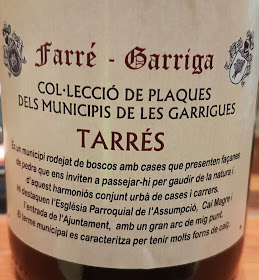 Farré - Garriga
COL·LECCIÓ DE PLAQUES
DELS MUNICIPIS DE LES GARRIGUES
TARRÉS
És un municipi rodejat de boscos amb cases que presenten façanes
de pedra que ens inviten a passejar-hi per gaudir de la natura i
d'aquest harmoniós conjunt urbà de cases i carrers.
Hi destaquen l'Església Parroquial de l'Assumpció, Cal Magre i
l'entrada de l'Ajuntament, amb un gran arc de mig punt.
El terme municipal es caracteritza per tenir molts forns de calç.